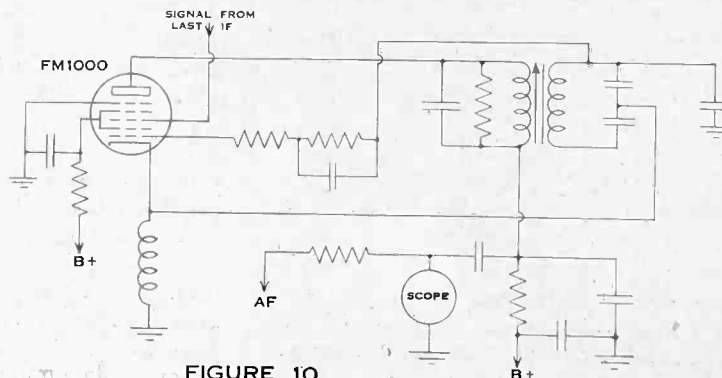 SIGNAL FROM
LAST IF
FM1000
B+
AF
SCOPE
B+
FIGURE 10